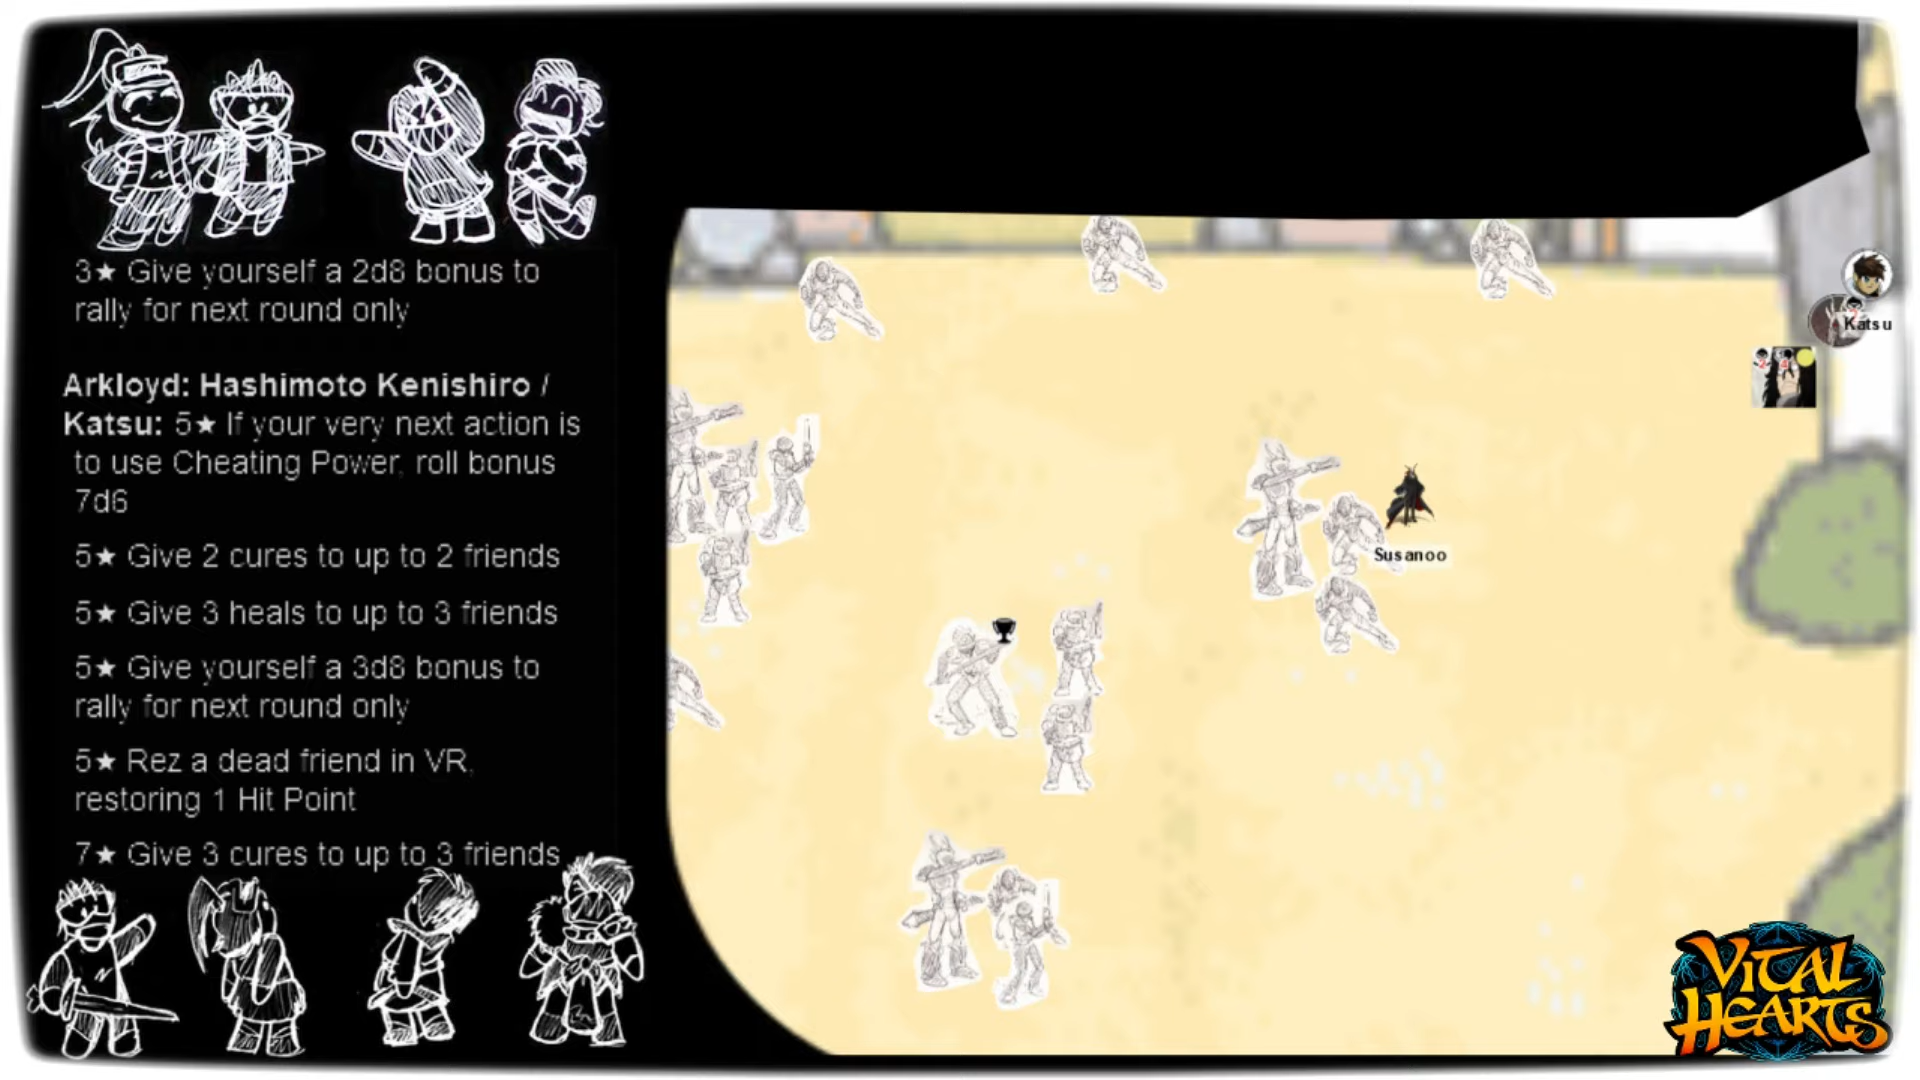 3★ Give yourself a 2d8 bonus to
rally for next round only
Arkloyd: Hashimoto Kenishiro /
Katsu: 5★ If your very next action is
to use Cheating Power, roll bonus
7d6
5★ Give 2 cures to up to 2 friends
5★ Give 3 heals to up to 3 friends
5★ Give yourself a 3d8 bonus to
rally for next round only
5★ Rez a dead friend in VR,
restoring 1 Hit Point
7★ Give 3 cures to up to 3 friends
Katsu
Susanoo
VITAL
HEARTS